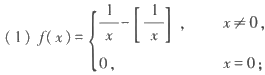 (1) f(x) = { 1/x - [1/x], x≠0,
0, x=0;